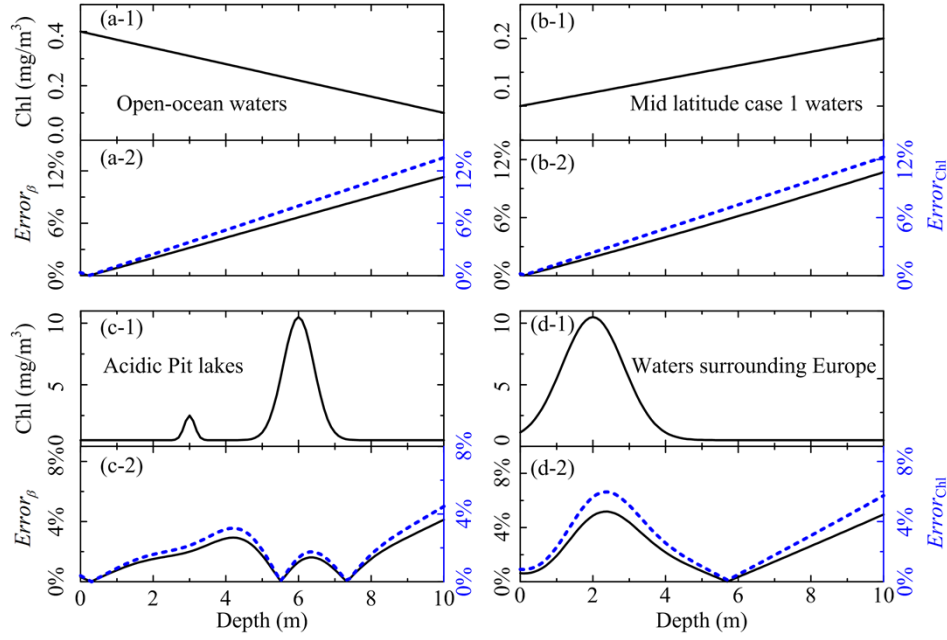 (a-1)
Chl (mg/m³)
0.4
0.2
0.0
Open-ocean waters
(b-1)
0.2
0.1
Mid latitude case 1 waters
(a-2)
Error_β
12%
6%
0%
12%
6%
0%
(b-2)
12%
6%
0%
12%
6%
0%
Error_Chl
(c-1)
Chl (mg/m³)
10
5
0
Acidic Pit lakes
(d-1)
10
5
0
Waters surrounding Europe
(c-2)
Error_β
8%
4%
0%
8%
4%
0%
(d-2)
8%
4%
0%
8%
4%
0%
Error_Chl
0 2 4 6 8 10
Depth (m)
0 2 4 6 8 10
Depth (m)